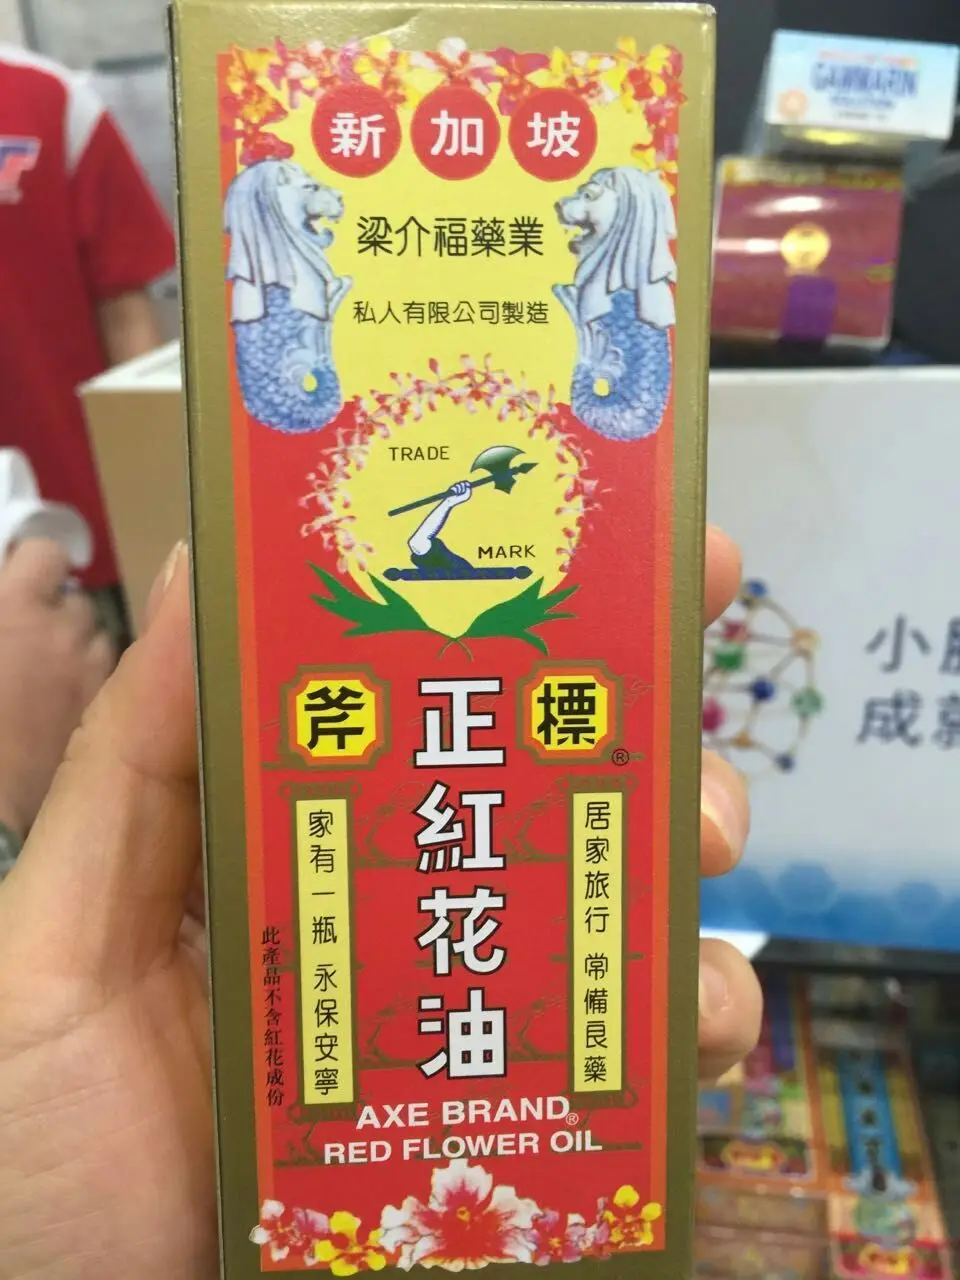 新加坡
梁介福藥業
私人有限公司製造
TRADE
MARK
斧標®
正紅花油
居家旅行 常備良藥
家有一瓶 永保安寧
此產品不含紅花成份
AXE BRAND®
RED FLOWER OIL
小
成就